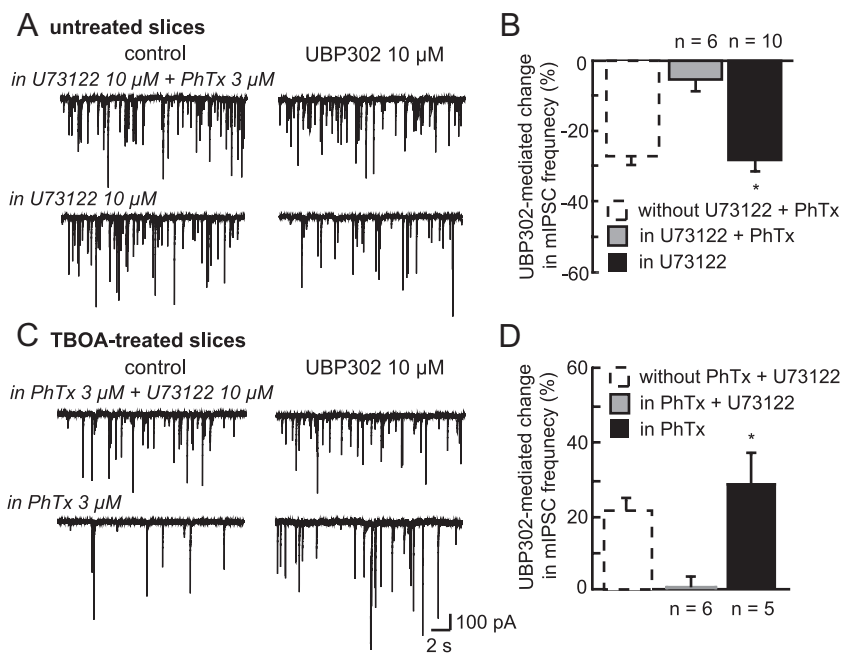 A untreated slices
control UBP302 10 µM
in U73122 10 µM + PhTx 3 µM
in U73122 10 µM
B
n = 6 n = 10
0
-20
-40
-60
UBP302-mediated change
in mIPSC frequnecy (%)
*
without U73122 + PhTx
in U73122 + PhTx
in U73122
C TBOA-treated slices
control UBP302 10 µM
in PhTx 3 µM + U73122 10 µM
in PhTx 3 µM
100 pA
2 s
D
60
40
20
0
UBP302-mediated change
in mIPSC frequnecy (%)
without PhTx + U73122
in PhTx + U73122
in PhTx
*
n = 6 n = 5